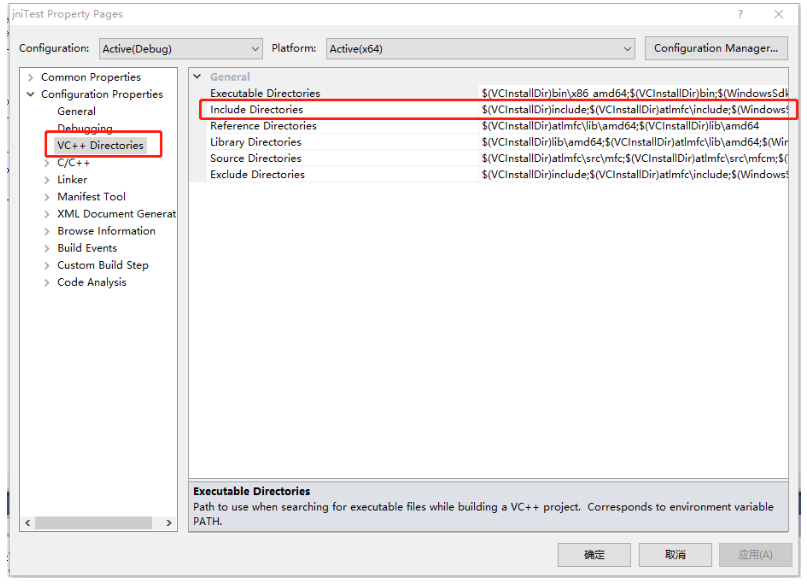 jniTest Property Pages
Configuration: Active(Debug) Platform: Active(x64) Configuration Manager...
Common Properties
Configuration Properties
General
Debugging
VC++ Directories
C/C++
Linker
Manifest Tool
XML Document Generat
Browse Information
Build Events
Custom Build Step
Code Analysis
General
Executable Directories $(VCInstallDir)bin\x86_amd64;$(VCInstallDir)bin;$(WindowsSdk
Include Directories $(VCInstallDir)include;$(VCInstallDir)atlmfc\include;$(WindowsS
Reference Directories $(VCInstallDir)atlmfc\lib\amd64;$(VCInstallDir)lib\amd64
Library Directories $(VCInstallDir)lib\amd64;$(VCInstallDir)atlmfc\lib\amd64;$(Win
Source Directories $(VCInstallDir)atlmfc\src\mfc;$(VCInstallDir)atlmfc\src\mfcm;$(
Exclude Directories $(VCInstallDir)include;$(VCInstallDir)atlmfc\include;$(WindowsS
Executable Directories
Path to use when searching for executable files while building a VC++ project. Corresponds to environment variable
PATH.
确定 取消 应用(A)